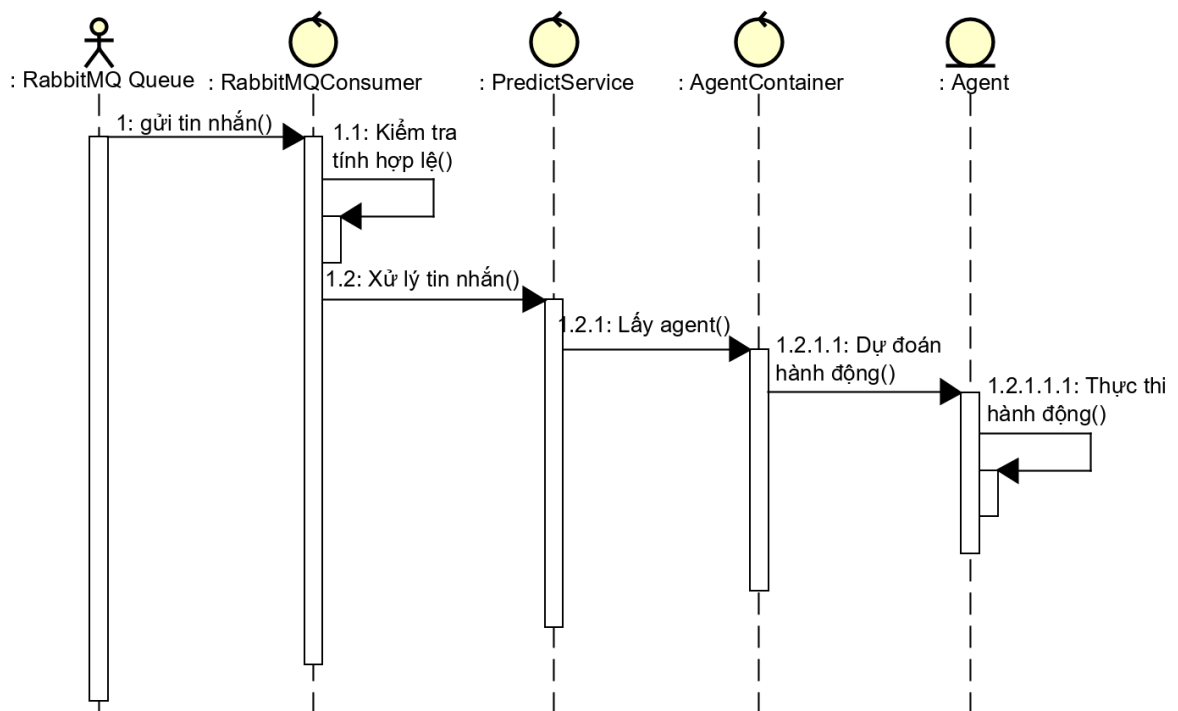 : RabbitMQ Queue
: RabbitMQConsumer
: PredictService
: AgentContainer
: Agent
1: gửi tin nhắn()
1.1: Kiểm tra
tính hợp lệ()
1.2: Xử lý tin nhắn()
1.2.1: Lấy agent()
1.2.1.1: Dự đoán
hành động()
1.2.1.1.1: Thực thi
hành động()